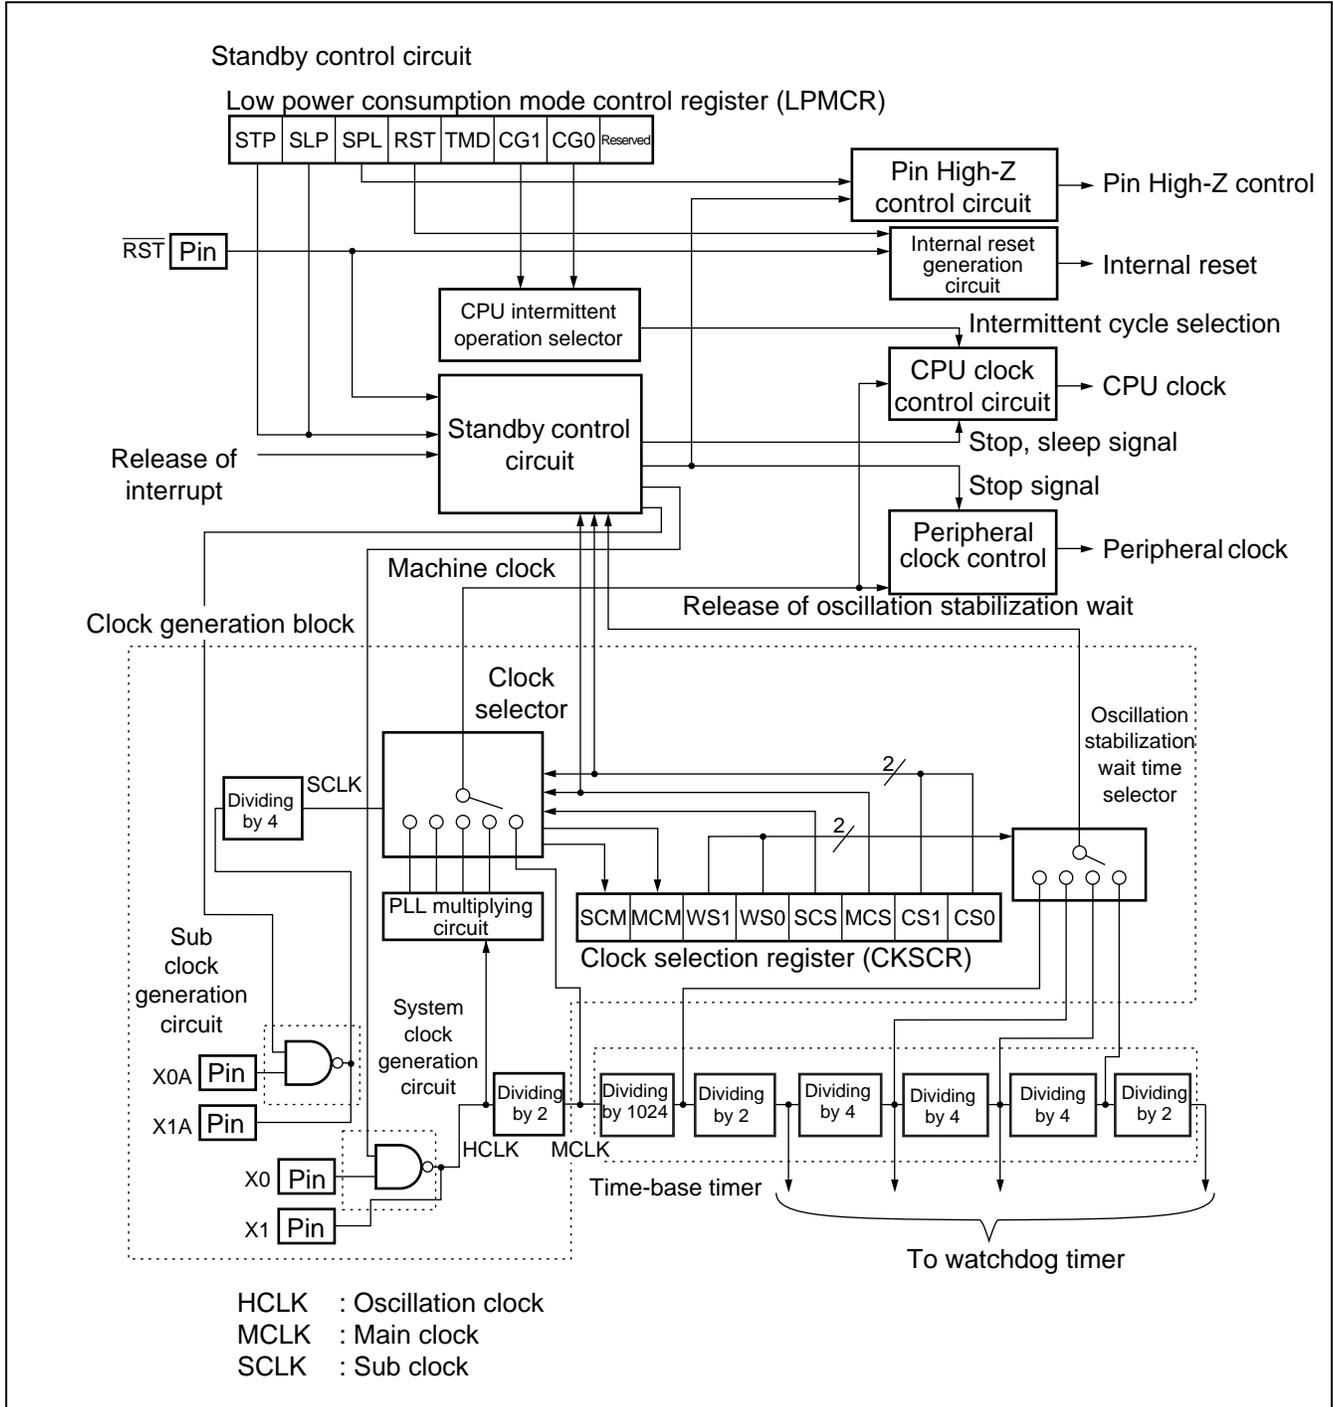 Standby control circuit
Low power consumption mode control register (LPMCR)
STP SLP SPL RST TMD CG1 CG0 Reserved
Pin High-Z
control circuit
Pin High-Z control
RST Pin
Internal reset
generation
circuit
Internal reset
CPU intermittent
operation selector
Intermittent cycle selection
CPU clock
control circuit
CPU clock
Standby control
circuit
Stop, sleep signal
Release of
interrupt
Stop signal
Peripheral
clock control
Peripheral clock
Machine clock
Release of oscillation stabilization wait
Clock generation block
Clock
selector
Oscillation
stabilization
wait time
selector
2
SCLK
Dividing
by 4
2
PLL multiplying
circuit
SCM MCM WS1 WS0 SCS MCS CS1 CS0
Clock selection register (CKSCR)
Sub
clock
generation
circuit
System
clock
generation
circuit
X0A Pin
X1A Pin
Dividing
by 2
Dividing
by 1024
Dividing
by 2
Dividing
by 4
Dividing
by 4
Dividing
by 4
Dividing
by 2
HCLK
MCLK
X0 Pin
X1 Pin
Time-base timer
To watchdog timer
HCLK : Oscillation clock
MCLK : Main clock
SCLK : Sub clock